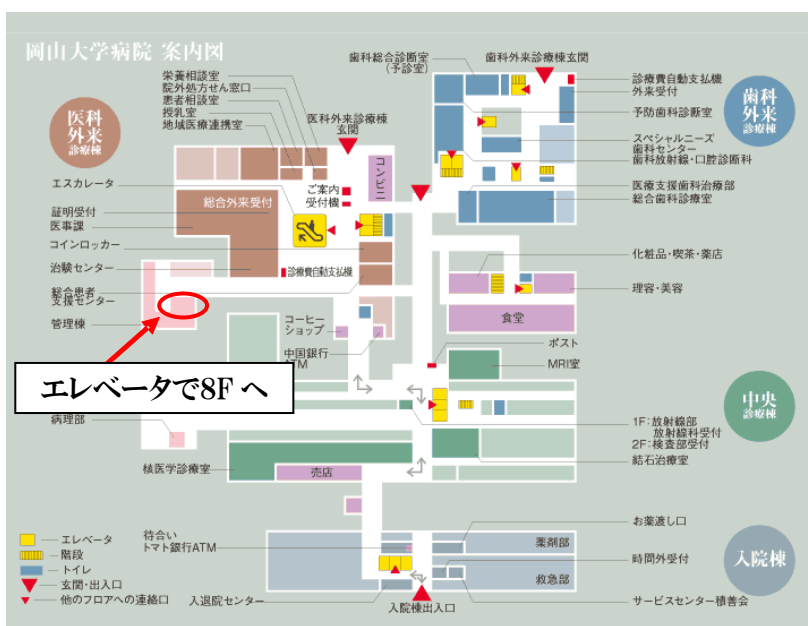 岡山大学病院 案内図
栄養相談室
院外処方せん窓口
患者相談室
授乳室
地域医療連携室
医科外来診療棟
玄関
歯科総合診断室
(予診室)
歯科外来診療棟玄関
診療費自動支払機
外来受付
予防歯科診断室
スペシャルニーズ
歯科センター
歯科放射線・口腔診断科
医療支援歯科治療部
総合歯科診療室
医科
外来
診療棟
歯科
外来
診療棟
コンビニ
エスカレータ
ご案内
受付機
総合外来受付
証明受付
医事課
コインロッカー
治験センター
診療費自動支払機
総合患者
支援センター
管理棟
化粧品・喫茶・薬店
理容・美容
食堂
コーヒー
ショップ
中国銀行
ATM
ポスト
MRI室
エレベータで8F へ
中央
診療棟
病理部
1F:放射線部
放射線科受付
2F:検査部受付
結石治療室
核医学診療室
売店
お薬渡し口
待合い
トマト銀行ATM
薬剤部
時間外受付
救急部
入院棟
入退院センター
入院棟出入口
サービスセンター積善会
エレベータ
階段
トイレ
玄関・出入口
他のフロアへの連絡口